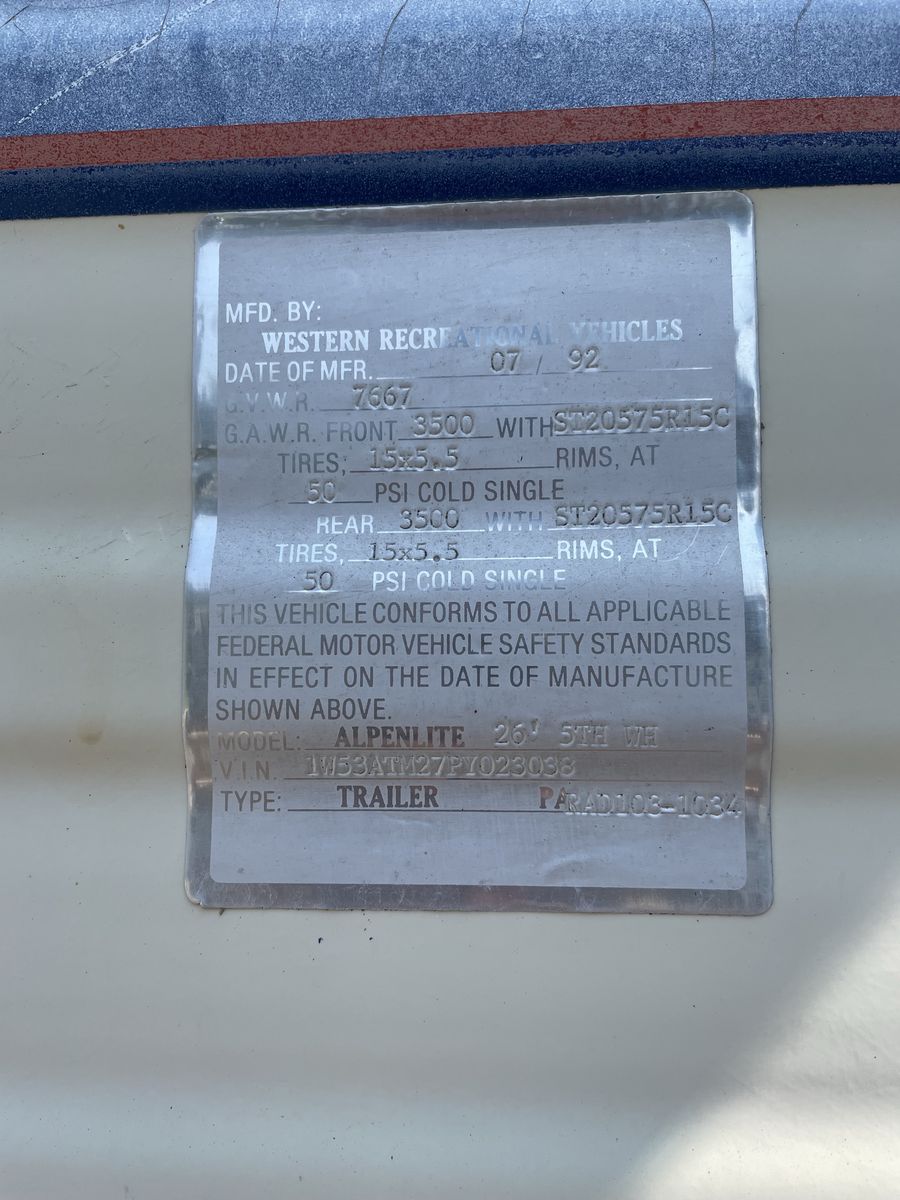 MFD. BY:
WESTERN RECREATIONAL VEHICLES
DATE OF MFR. 07 / 92
G.V.W.R. 7667
G.A.W.R. FRONT 3500 WITH ST20575R15C
TIRES, 15x5.5 RIMS, AT
50 PSI COLD SINGLE
REAR 3500 WITH ST20575R15C
TIRES, 15x5.5 RIMS, AT
50 PSI COLD SINGLE
THIS VEHICLE CONFORMS TO ALL APPLICABLE
FEDERAL MOTOR VEHICLE SAFETY STANDARDS
IN EFFECT ON THE DATE OF MANUFACTURE
SHOWN ABOVE.
MODEL: ALPENLITE 26' 5TH WH
V.I.N. 1W53ATM27PY023038
TYPE: TRAILER PARAD103-1034